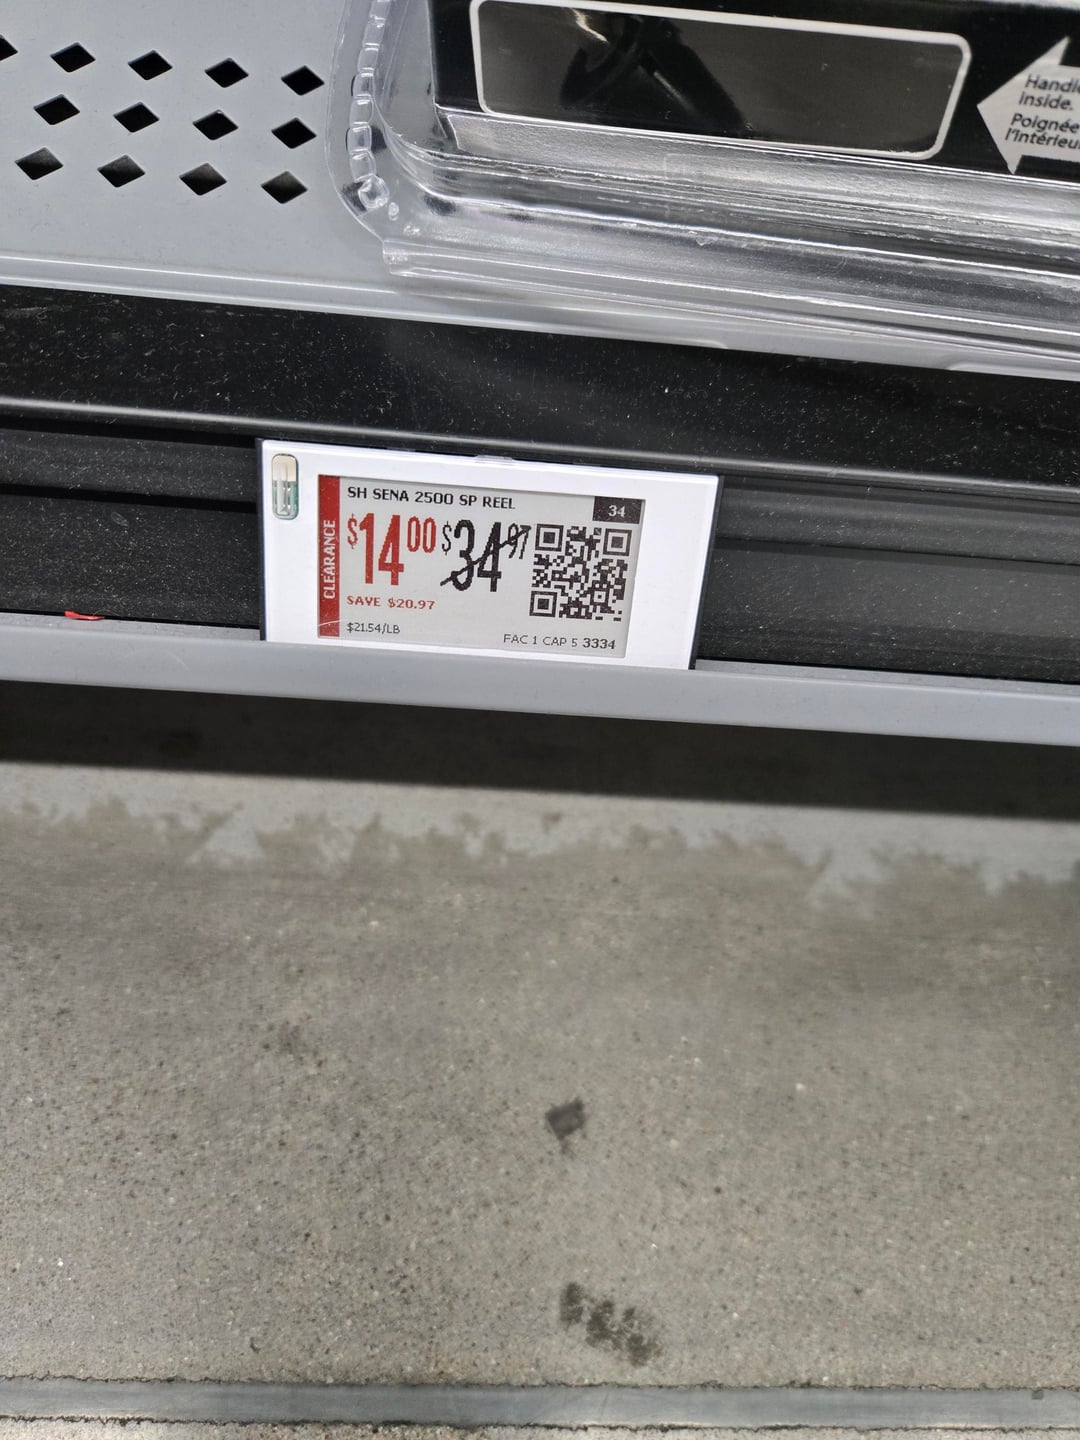 Handle
Inside.
Poignée
l'intérieur
SH SENA 2500 SP REEL
34
CLEARANCE
$14.00 $34.97
SAVE $20.97
$21.54/LB
FAC 1 CAP 5 3334